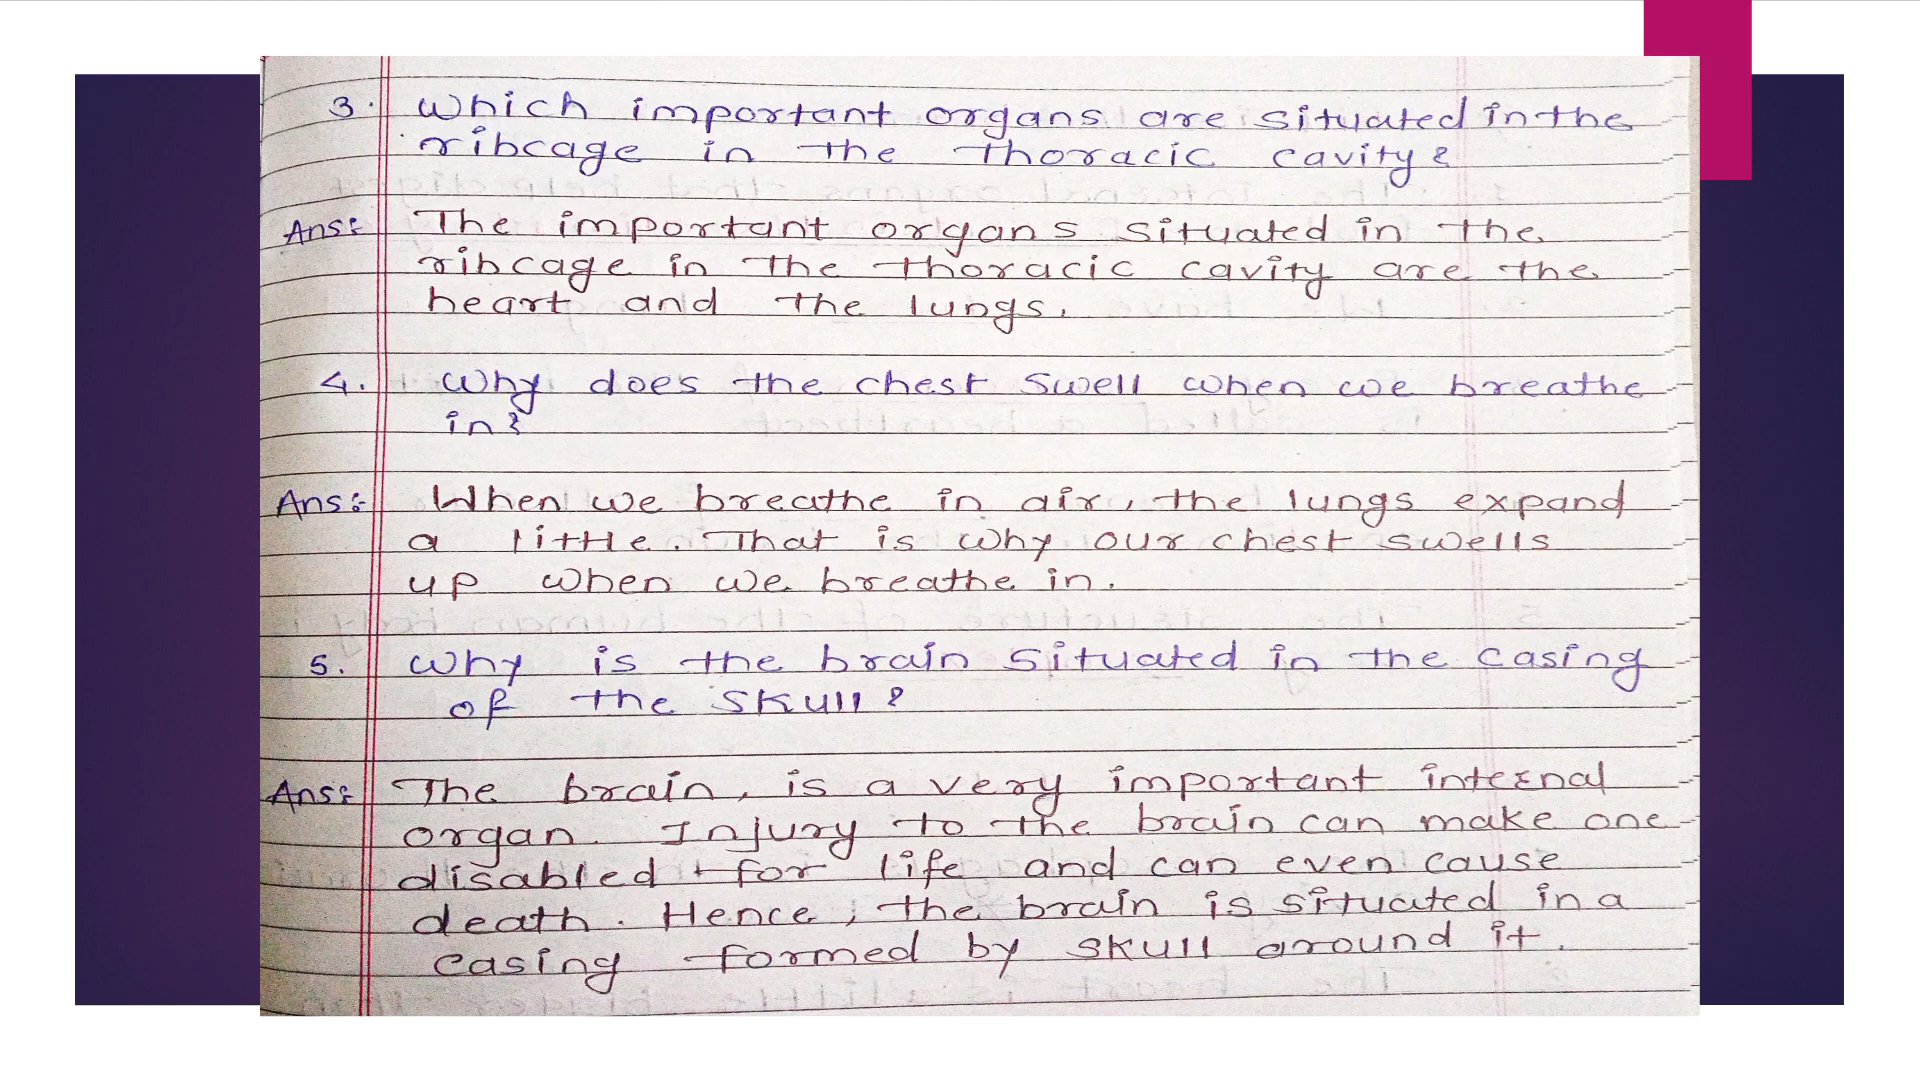 3. Which important organs are situated in the
ribcage in the thoracic cavity?
Ans: The important organs situated in the
ribcage in the thoracic cavity are the
heart and the lungs.
4. Why does the chest swell when we breathe
in?
Ans: When we breathe in air, the lungs expand
a little. That is why our chest swells
up when we breathe in.
5. Why is the brain situated in the casing
of the skull?
Ans: The brain, is a very important internal
organ. Injury to the brain can make one
disabled for life and can even cause
death. Hence, the brain is situated in a
casing formed by skull around it.